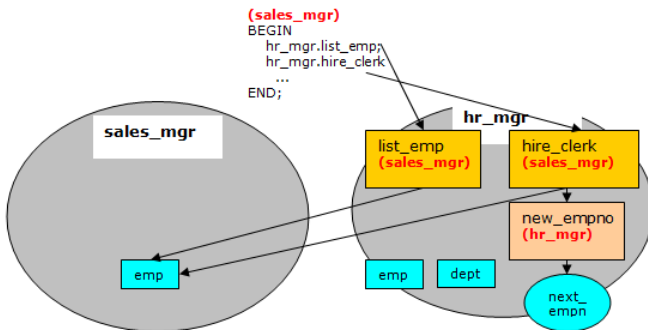 (sales_mgr)
BEGIN
hr_mgr.list_emp;
hr_mgr.hire_clerk
...
END;
sales_mgr
hr_mgr
list_emp
(sales_mgr)
hire_clerk
(sales_mgr)
new_empno
(hr_mgr)
emp
emp
dept
next_
empn